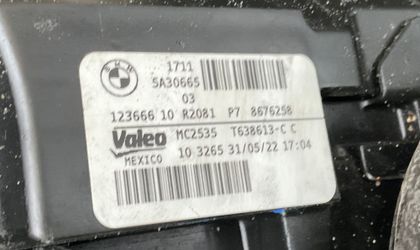 BMW
1711
5A30665
03
123666 10 R2081 P7 8676258
Valeo MC2535 T638613-C C
MEXICO 10 3265 31/05/22 17:04